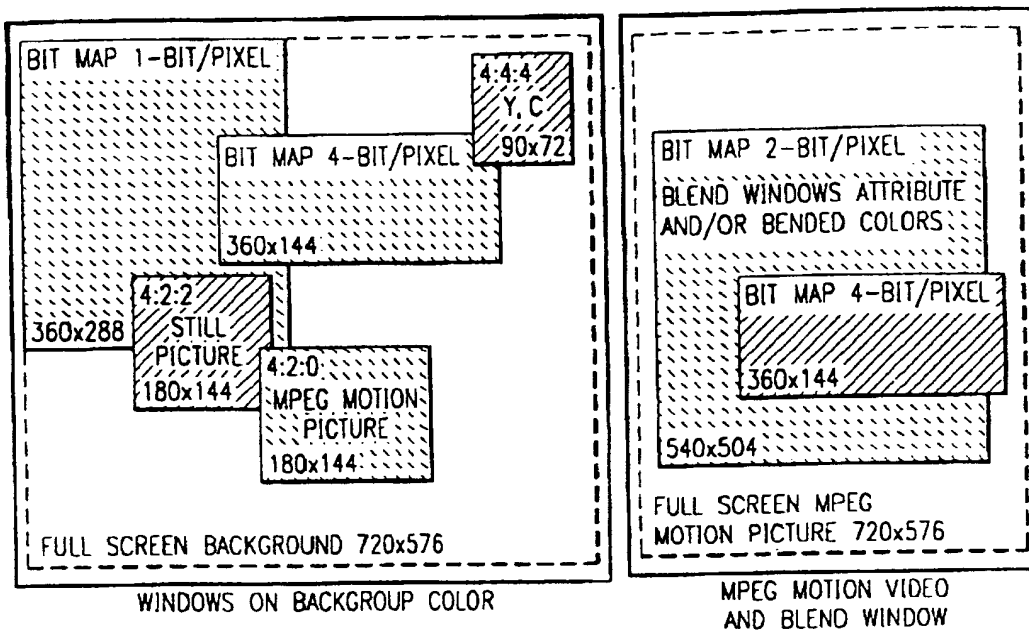 BIT MAP 1-BIT/PIXEL
4:4:4
Y, C
90x72
BIT MAP 4-BIT/PIXEL
360x144
4:2:2
STILL
PICTURE
180x144
360x288
4:2:0
MPEG MOTION
PICTURE
180x144
FULL SCREEN BACKGROUND 720x576
WINDOWS ON BACKGROUP COLOR
BIT MAP 2-BIT/PIXEL
BLEND WINDOWS ATTRIBUTE
AND/OR BENDED COLORS
BIT MAP 4-BIT/PIXEL
360x144
540x504
FULL SCREEN MPEG
MOTION PICTURE 720x576
MPEG MOTION VIDEO
AND BLEND WINDOW